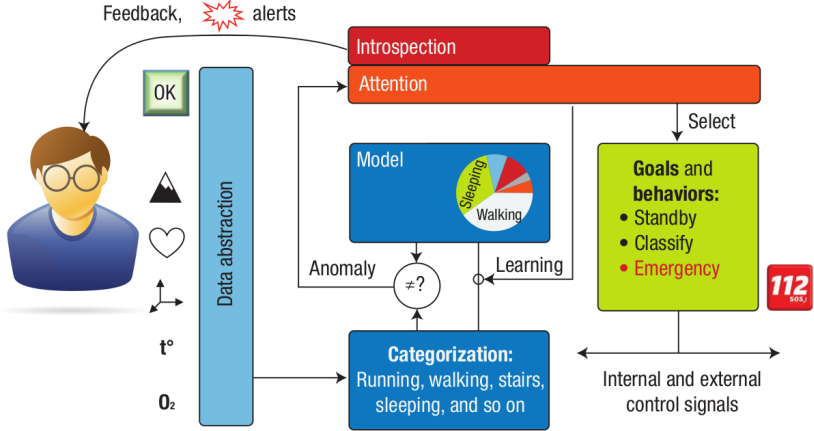 Feedback, alerts
Introspection
Attention
OK
Select
Model
Sleeping
Walking
Goals and
behaviors:
• Standby
• Classify
• Emergency
Data abstraction
Anomaly
≠?
Learning
112
SOS
t°
O₂
Categorization:
Running, walking, stairs,
sleeping, and so on
Internal and external
control signals